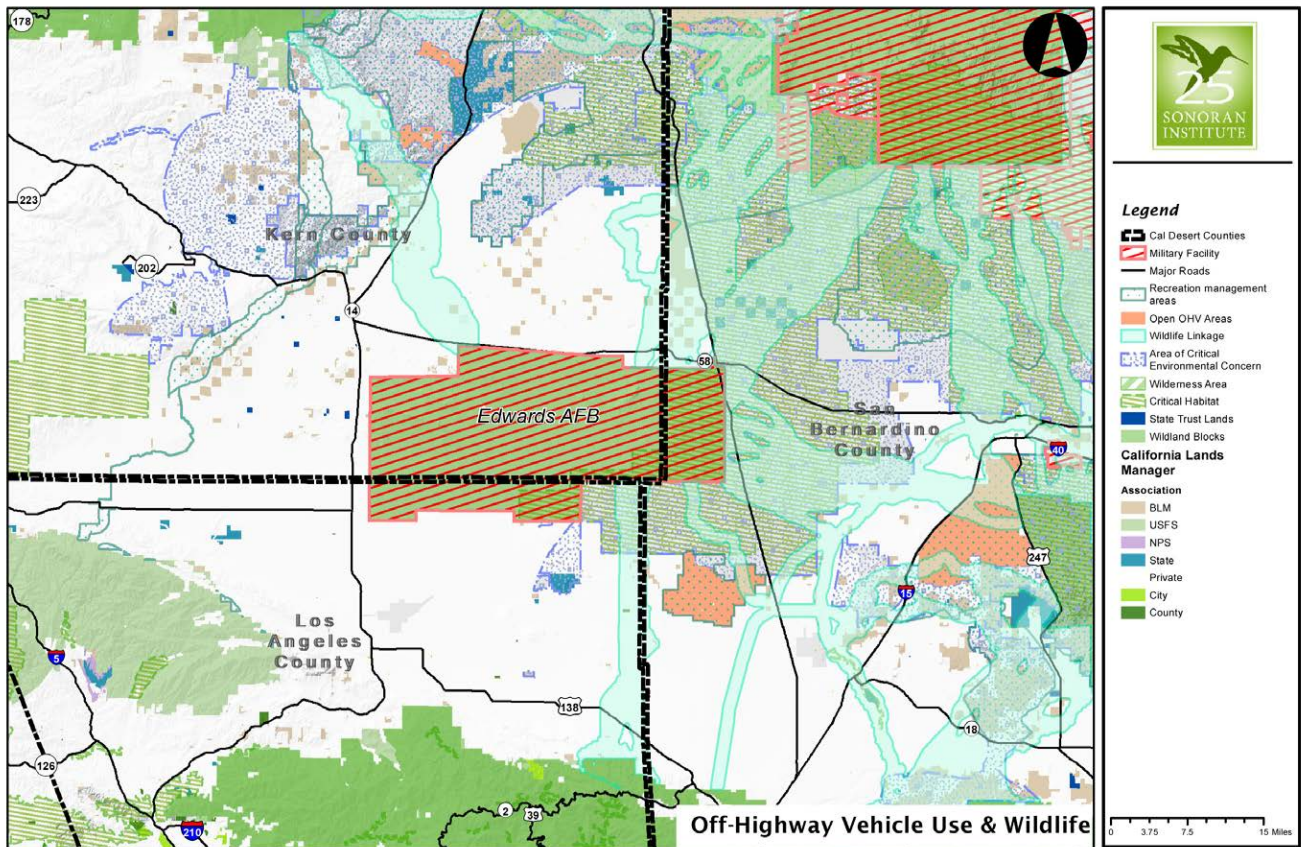 178
223
Kern County
202
14
58
Edwards AFB
San
Bernardino
County
40
247
15
Los
Angeles
County
5
138
18
126
2
39
210
Off-Highway Vehicle Use & Wildlife
25
SONORAN
INSTITUTE
Legend
Cal Desert Counties
Military Facility
Major Roads
Recreation management
areas
Open OHV Areas
Wildlife Linkage
Area of Critical
Environmental Concern
Wilderness Area
Critical Habitat
State Trust Lands
Wildland Blocks
California Lands
Manager
Association
BLM
USFS
NPS
State
Private
City
County
0 3.75 7.5 15 Miles